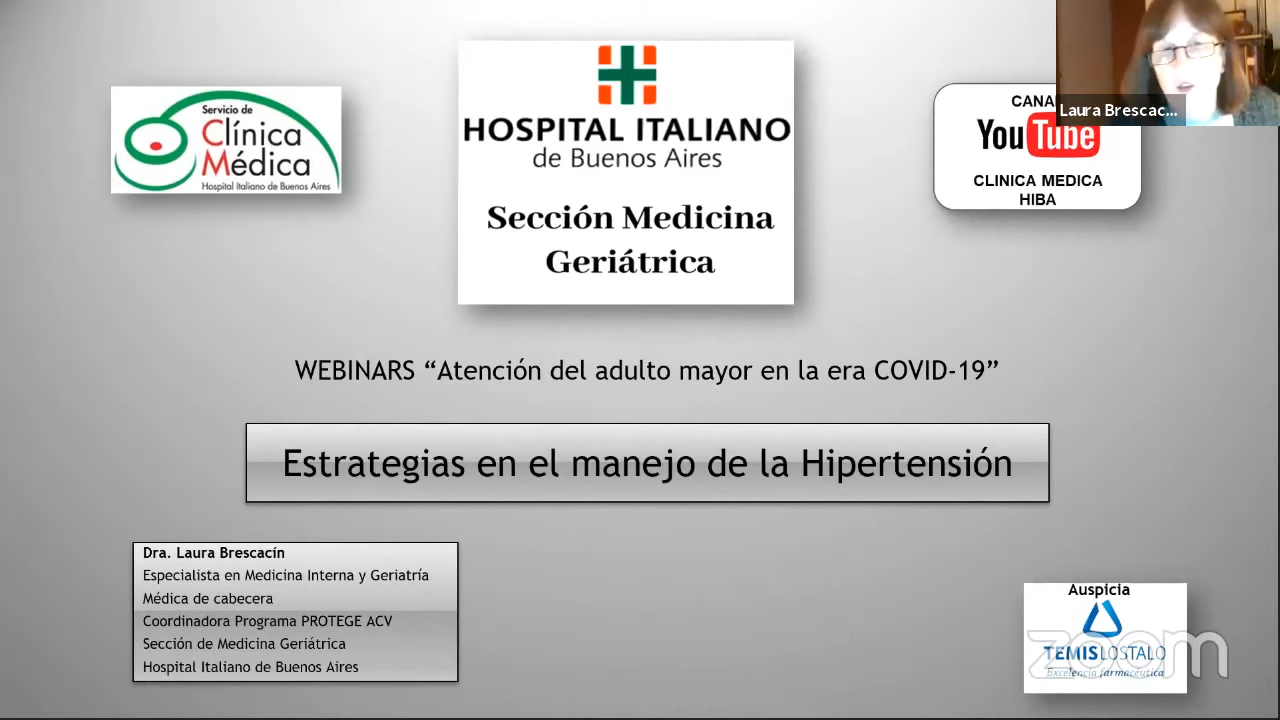 Servicio de
Clínica
Médica
Hospital Italiano de Buenos Aires
HOSPITAL ITALIANO
de Buenos Aires
Sección Medicina
Geriátrica
CANA
YouTube
CLINICA MEDICA
HIBA
Laura Brescac...
WEBINARS “Atención del adulto mayor en la era COVID-19”
Estrategias en el manejo de la Hipertensión
Dra. Laura Brescacín
Especialista en Medicina Interna y Geriatría
Médica de cabecera
Coordinadora Programa PROTEGE ACV
Sección de Medicina Geriátrica
Hospital Italiano de Buenos Aires
Auspicia
TEMIS LOSTALO
Excelencia farmacéutica
zoom